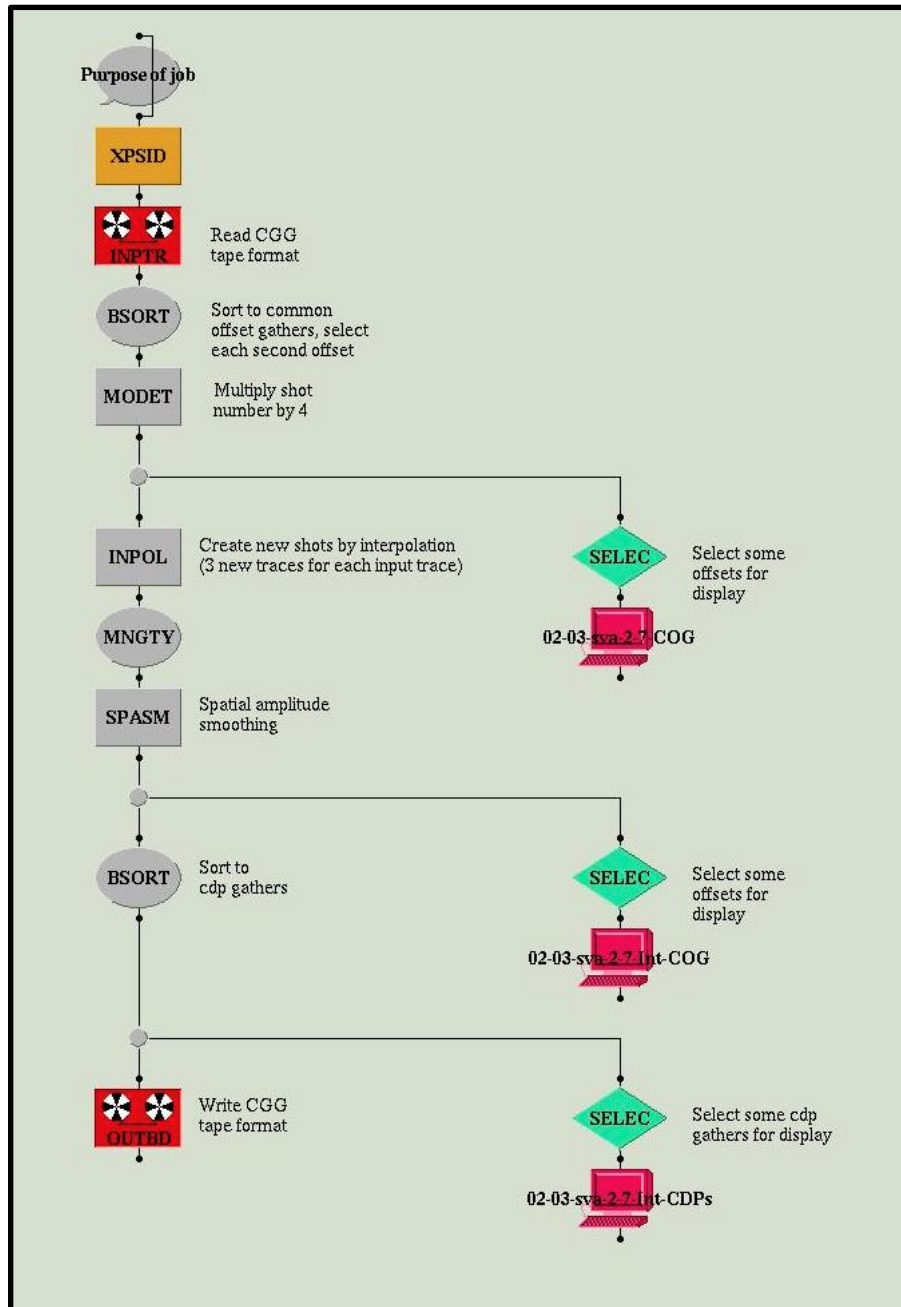 Purpose of job
XPSID
INPTR
Read CGG
tape format
BSORT
Sort to common
offset gathers, select
each second offset
MODET
Multiply shot
number by 4
INPOL
Create new shots by interpolation
(3 new traces for each input trace)
SELEC
Select some
offsets for
display
MNGTY
02-03-sva-2-7-COG
SPASM
Spatial amplitude
smoothing
BSORT
Sort to
cdp gathers
SELEC
Select some
offsets for
display
02-03-sva-2-7-Int-COG
OUTBD
Write CGG
tape format
SELEC
Select some cdp
gathers for display
02-03-sva-2-7-Int-CDPs